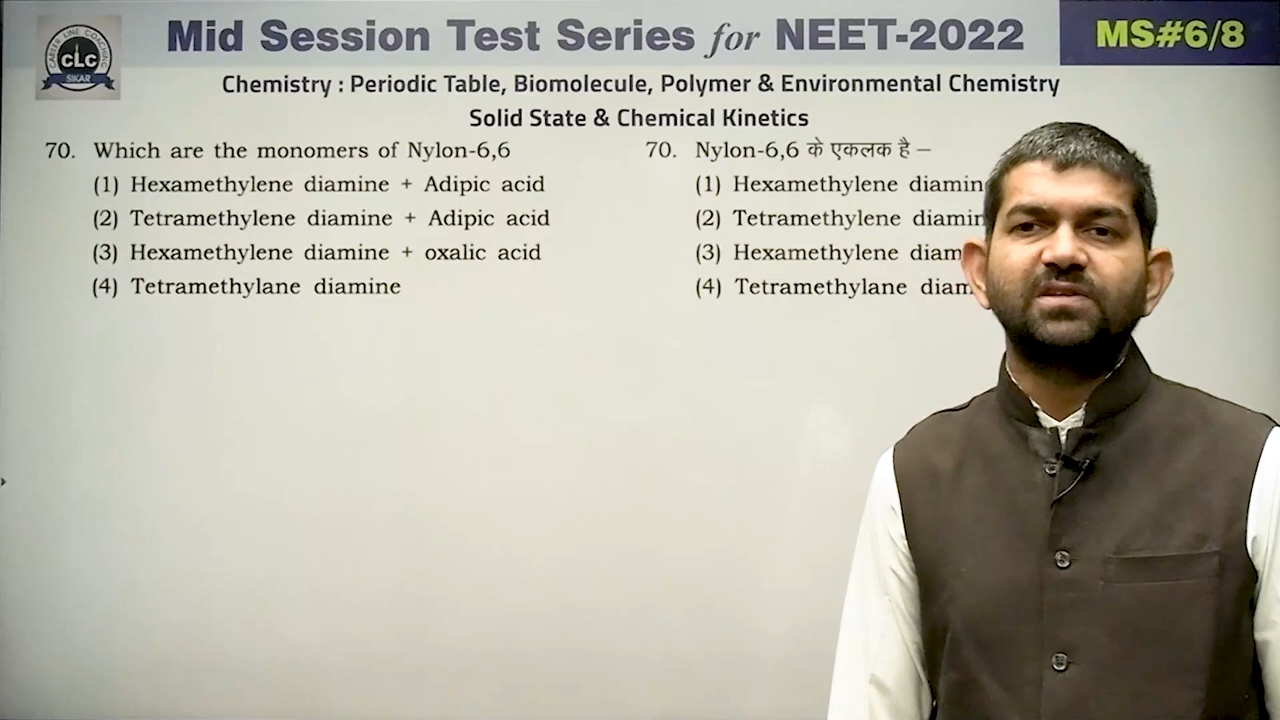 Mid Session Test Series for NEET-2022
MS#6/8
CAREER LINE COACHING
CLC
SIKAR
Chemistry : Periodic Table, Biomolecule, Polymer & Environmental Chemistry
Solid State & Chemical Kinetics
70. Which are the monomers of Nylon-6,6
(1) Hexamethylene diamine + Adipic acid
(2) Tetramethylene diamine + Adipic acid
(3) Hexamethylene diamine + oxalic acid
(4) Tetramethylane diamine
70. Nylon-6,6 के एकलक है –
(1) Hexamethylene diamin
(2) Tetramethylene diamin
(3) Hexamethylene diam
(4) Tetramethylane diam